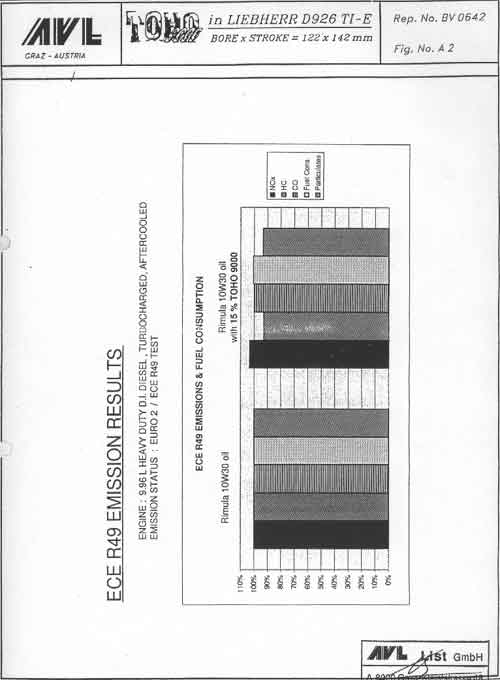 AVL
GRAZ - AUSTRIA
TOHO
in LIEBHERR D926 TI-E
BORE x STROKE = 122 x 142 mm
Rep. No. BV 0642
Fig. No. A 2
ECE R49 EMISSION RESULTS
ENGINE : 9.96 L HEAVY DUTY D.I. DIESEL, TURBOCHARGED, AFTERCOOLED
EMISSION STATUS : EURO 2 / ECE R49 TEST
ECE R49 EMISSIONS & FUEL CONSUMPTION
Rimula 10W30 oil
Rimula 10W30 oil
with 15 % TOHO 9000
NOx
HC
CO
Fuel Cons.
Particulates
110%
100%
90%
80%
70%
60%
50%
40%
30%
20%
10%
0%
AVL List GmbH